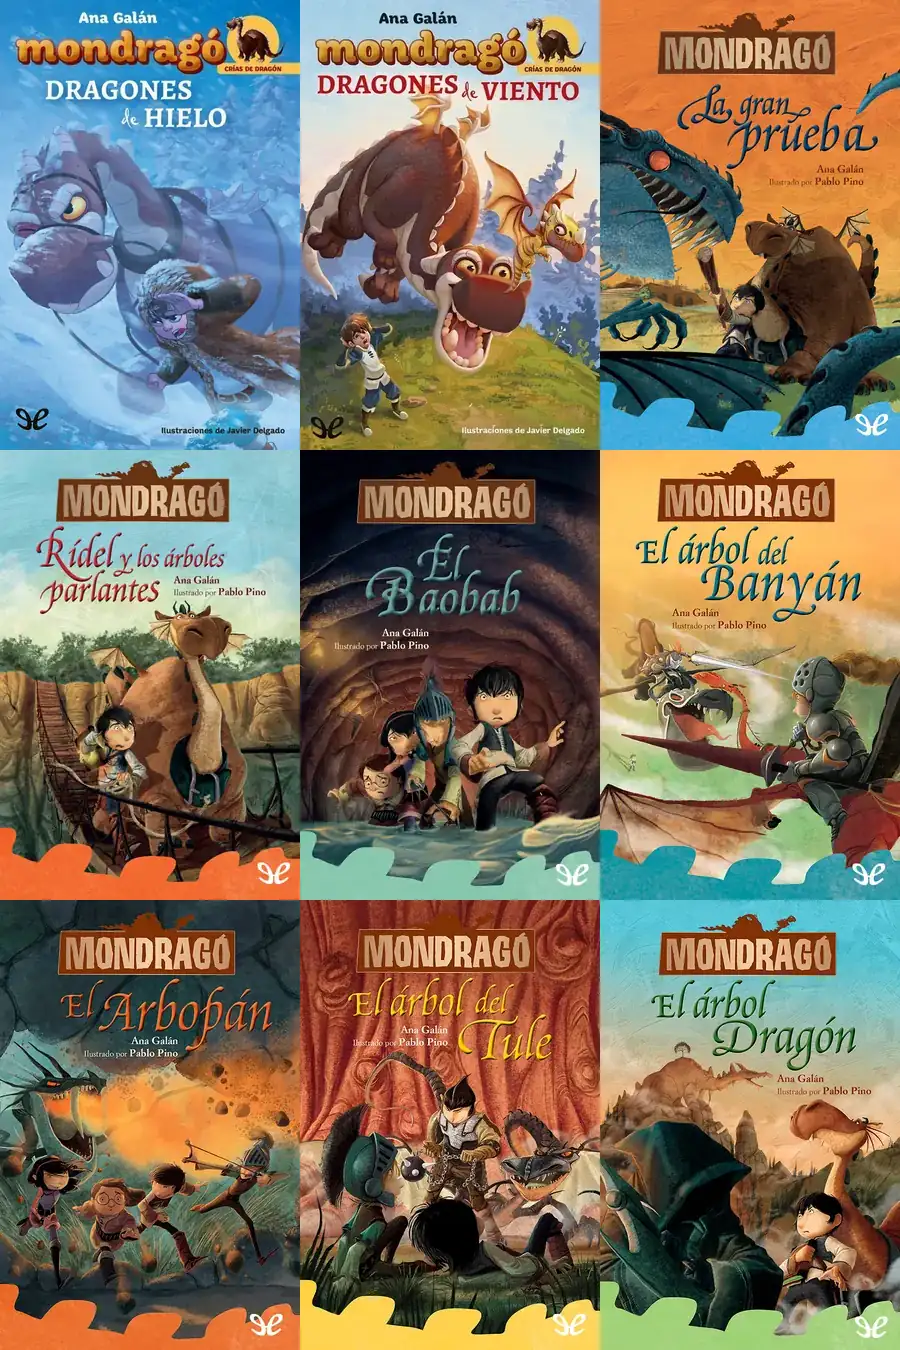 Ana Galán
mondragó
CRÍAS DE DRAGÓN
DRAGONES
de HIELO
Ilustraciones de Javier Delgado
Ana Galán
mondragó
CRÍAS DE DRAGÓN
DRAGONES de VIENTO
Ilustraciones de Javier Delgado
MONDRAGÓ
La gran
prueba
Ana Galán
Ilustrado por Pablo Pino
MONDRAGÓ
Rídel y los árboles
parlantes
Ana Galán
Ilustrado por Pablo Pino
MONDRAGÓ
El
Baobab
Ana Galán
Ilustrado por Pablo Pino
MONDRAGÓ
El árbol del
Banyán
Ana Galán
Ilustrado por Pablo Pino
MONDRAGÓ
El Arbopán
Ana Galán
Ilustrado por Pablo Pino
MONDRAGÓ
El árbol del
Tule
Ana Galán
Ilustrado por Pablo Pino
MONDRAGÓ
El árbol
Dragón
Ana Galán
Ilustrado por Pablo Pino